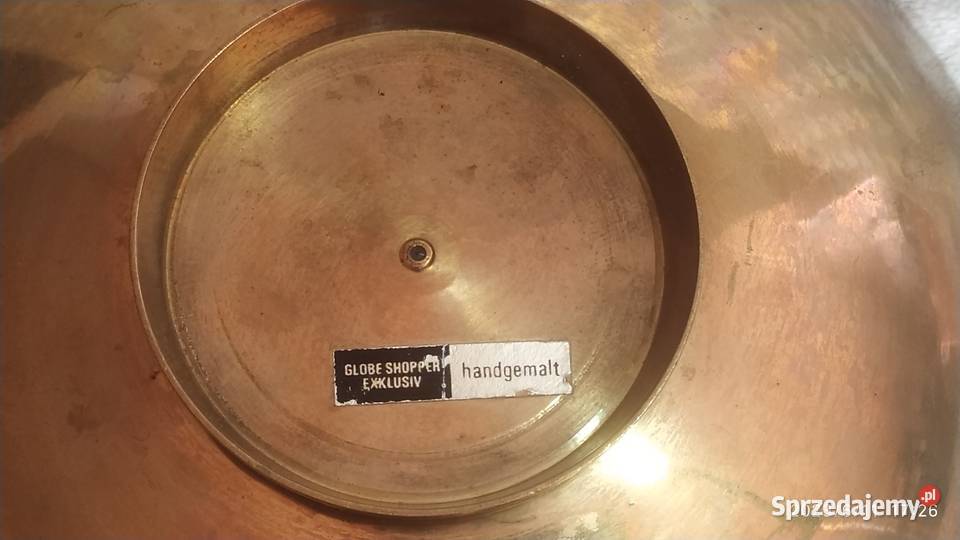 GLOBE SHOPPER
EXKLUSIV
handgemalt
Sprzedajemy.pl